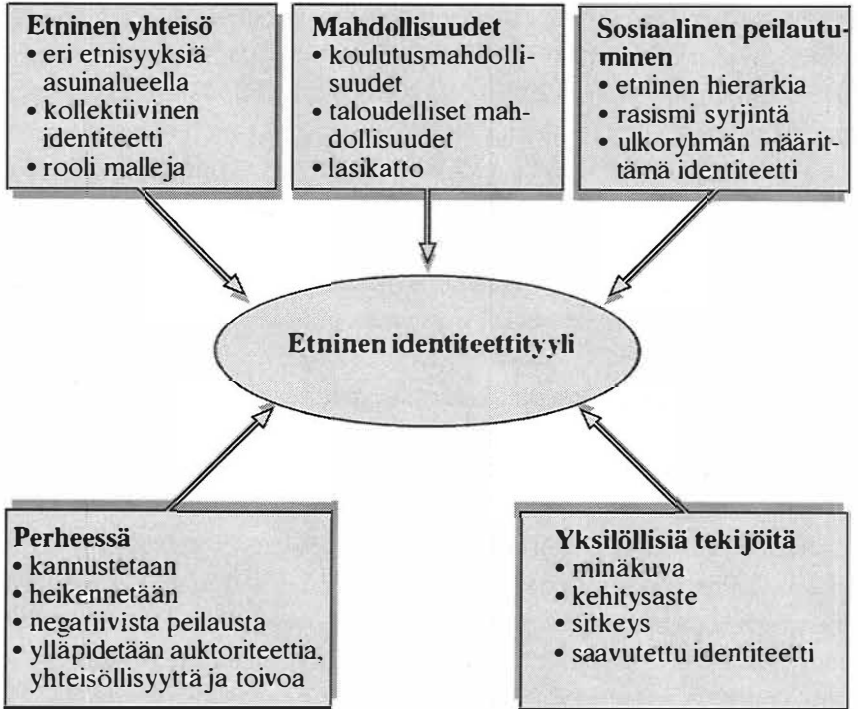 Etninen yhteisö
• eri etnisyyksiä
asuinalueella
• kollektiivinen
identiteetti
• rooli malleja
Mahdollisuudet
• koulutusmahdolli-
suudet
• taloudelliset mah-
dollisuudet
• lasikatto
Sosiaalinen peilautu-
minen
• etninen hierarkia
• rasismi syrjintä
• ulkoryhmän määrit-
tämä identiteetti
Etninen identiteettityyli
Perheessä
• kannustetaan
• heikennetään
• negatiivista peilausta
• ylläpidetään auktoriteettia,
yhteisöllisyyttä ja toivoa
Yksilöllisiä tekijöitä
• minäkuva
• kehitysaste
• sitkeys
• saavutettu identiteetti